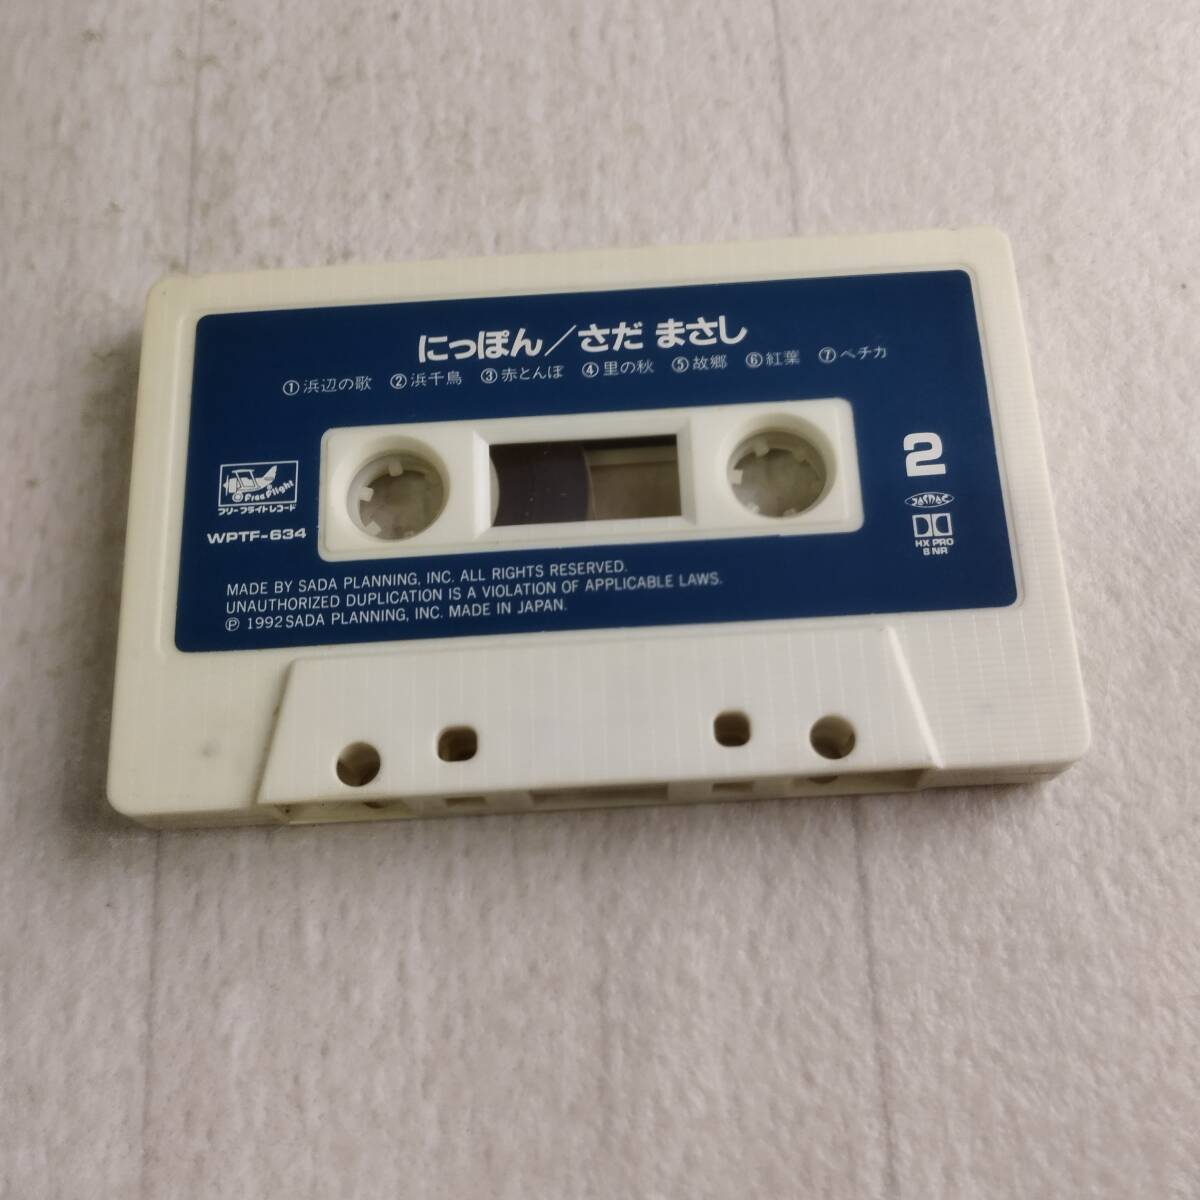 にっぽん／さだ まさし
①浜辺の歌 ②浜千鳥 ③赤とんぼ ④里の秋 ⑤故郷 ⑥紅葉 ⑦ペチカ
2
Free Flight
フリーフライトレコード
WPTF-634
JASRAC
HX PRO
B NR
MADE BY SADA PLANNING, INC. ALL RIGHTS RESERVED.
UNAUTHORIZED DUPLICATION IS A VIOLATION OF APPLICABLE LAWS.
Ⓟ 1992 SADA PLANNING, INC. MADE IN JAPAN.